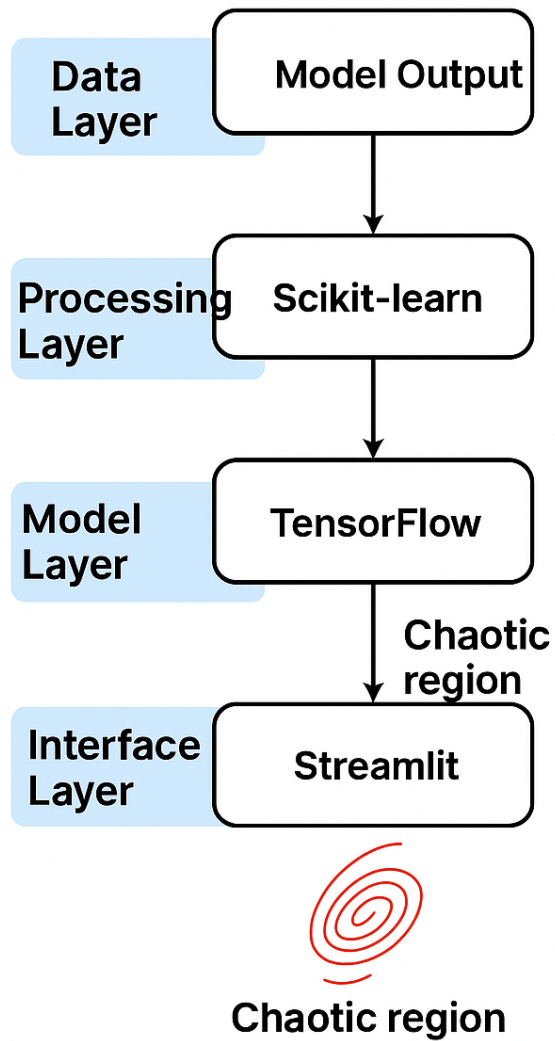 Data
Layer
Model Output
Processing
Layer
Scikit-learn
Model
Layer
TensorFlow
Chaotic
region
Interface
Layer
Streamlit
Chaotic region